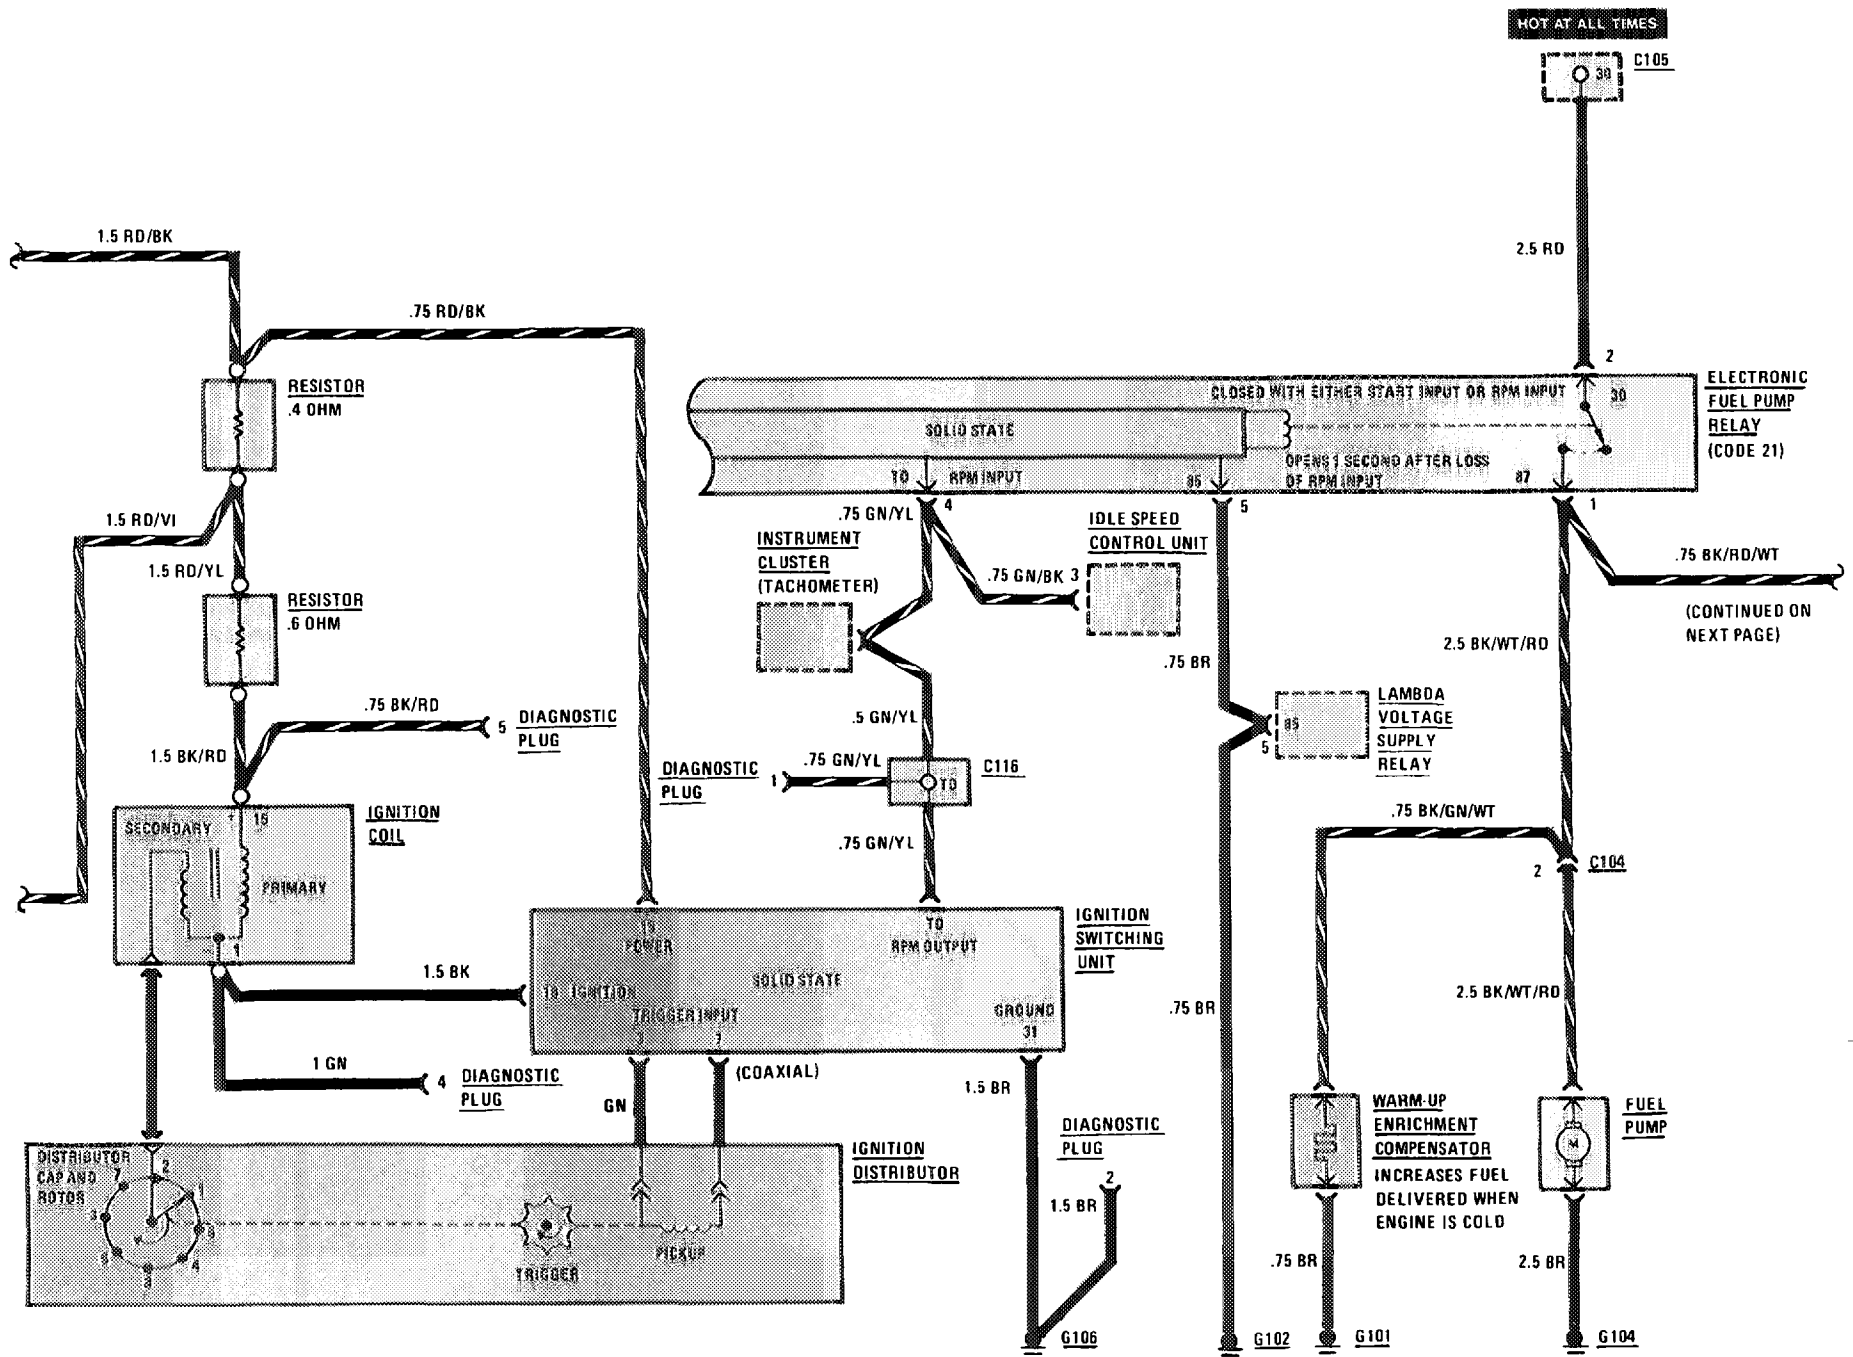 HOT AT ALL TIMES
30
C105
2.5 RD
1.5 RD/BK
.75 RD/BK
2
RESISTOR
.4 OHM
CLOSED WITH EITHER START INPUT OR RPM INPUT
30
ELECTRONIC
FUEL PUMP
RELAY
(CODE 21)
SOLID STATE
OPENS 1 SECOND AFTER LOSS
OF RPM INPUT
TD
RPM INPUT
87
4
5
1
1.5 RD/VI
1.5 RD/YL
.75 GN/YL
INSTRUMENT
CLUSTER
(TACHOMETER)
IDLE SPEED
CONTROL UNIT
.75 GN/BK 3
.75 BK/RD/WT
(CONTINUED ON
NEXT PAGE)
RESISTOR
.6 OHM
2.5 BK/WT/RD
.75 BR
.75 BK/RD
5
DIAGNOSTIC
PLUG
1.5 BK/RD
.5 GN/YL
LAMBDA
VOLTAGE
SUPPLY
RELAY
5
.75 GN/YL
DIAGNOSTIC
PLUG
1
TD
C116
SECONDARY
+
15
IGNITION
COIL
PRIMARY
1
.75 GN/YL
.75 BK/GN/WT
2
C104
POWER
TD
RPM OUTPUT
IGNITION
SWITCHING
UNIT
1.5 BK
IGNITION
SOLID STATE
TRIGGER INPUT
7
GROUND
31
2.5 BK/WT/RD
.75 BR
1 GN
4
DIAGNOSTIC
PLUG
(COAXIAL)
GN
1.5 BR
DIAGNOSTIC
PLUG
2
1.5 BR
WARM-UP
ENRICHMENT
COMPENSATOR
INCREASES FUEL
DELIVERED WHEN
ENGINE IS COLD
M
FUEL
PUMP
DISTRIBUTOR
CAP AND
ROTOR
7
2
4
TRIGGER
PICKUP
IGNITION
DISTRIBUTOR
.75 BR
2.5 BR
G106
G102
G101
G104